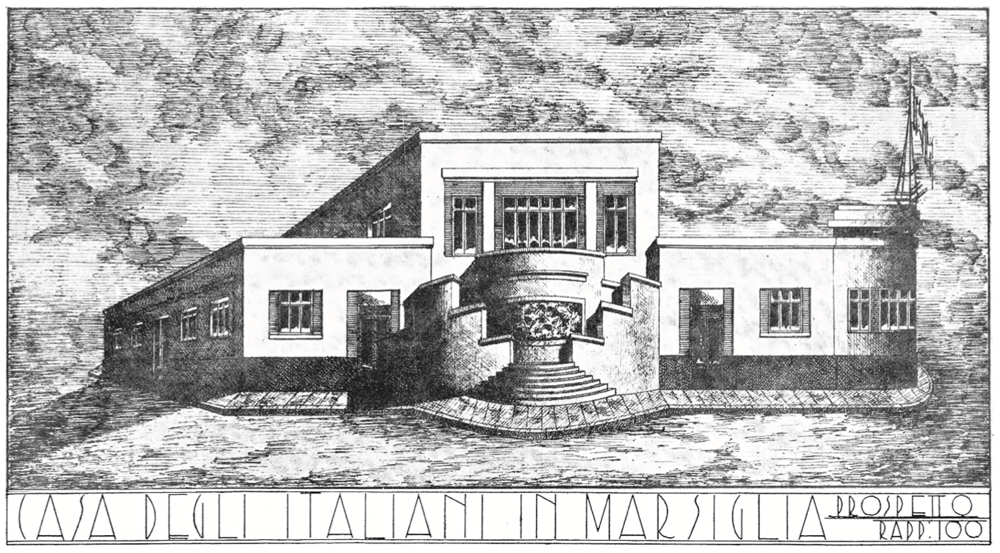 CASA DEGLI ITALIANI IN MARSIGLIA
PROSPETTO
RAPP: 100